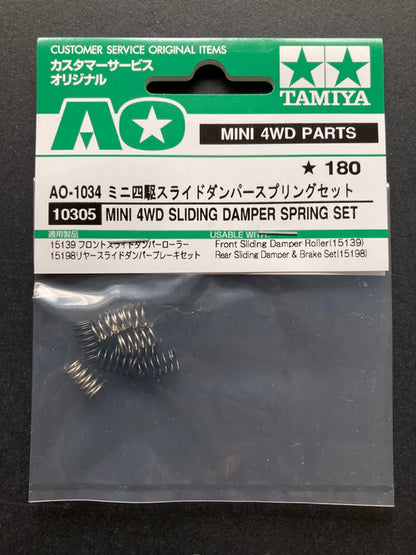 CUSTOMER SERVICE ORIGINAL ITEMS
カスタマーサービス
オリジナル
TAMIYA
AO
MINI 4WD PARTS
★ 180
AO-1034 ミニ四駆スライドダンパースプリングセット
10305 MINI 4WD SLIDING DAMPER SPRING SET
適用製品
USABLE WITH
15139 フロントスライドダンパーローラー
Front Sliding Damper Roller(15139)
15198リヤースライドダンパーブレーキセット
Rear Sliding Damper & Brake Set(15198)